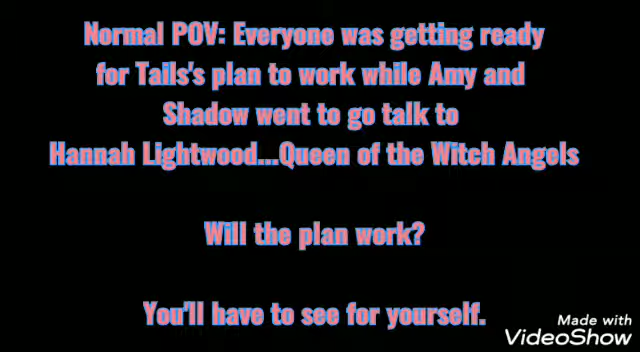 Normal POV: Everyone was getting ready
for Tails's plan to work while Amy and
Shadow went to go talk to
Hannah Lightwood...Queen of the Witch Angels
Will the plan work?
You'll have to see for yourself.
Made with
VideoShow